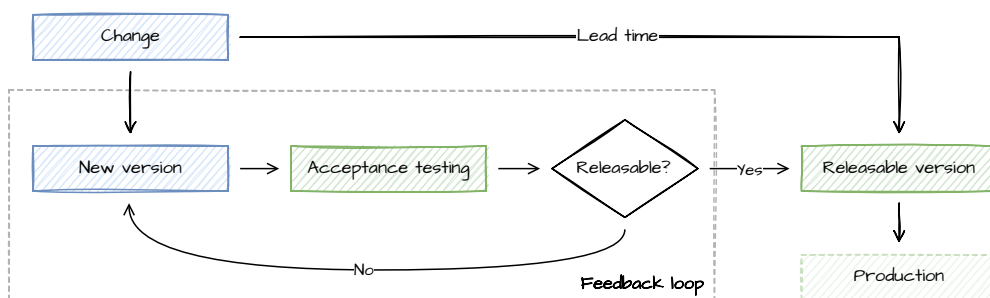 Change
Lead time
New version
Acceptance testing
Releasable?
Yes
Releasable version
No
Feedback loop
Production